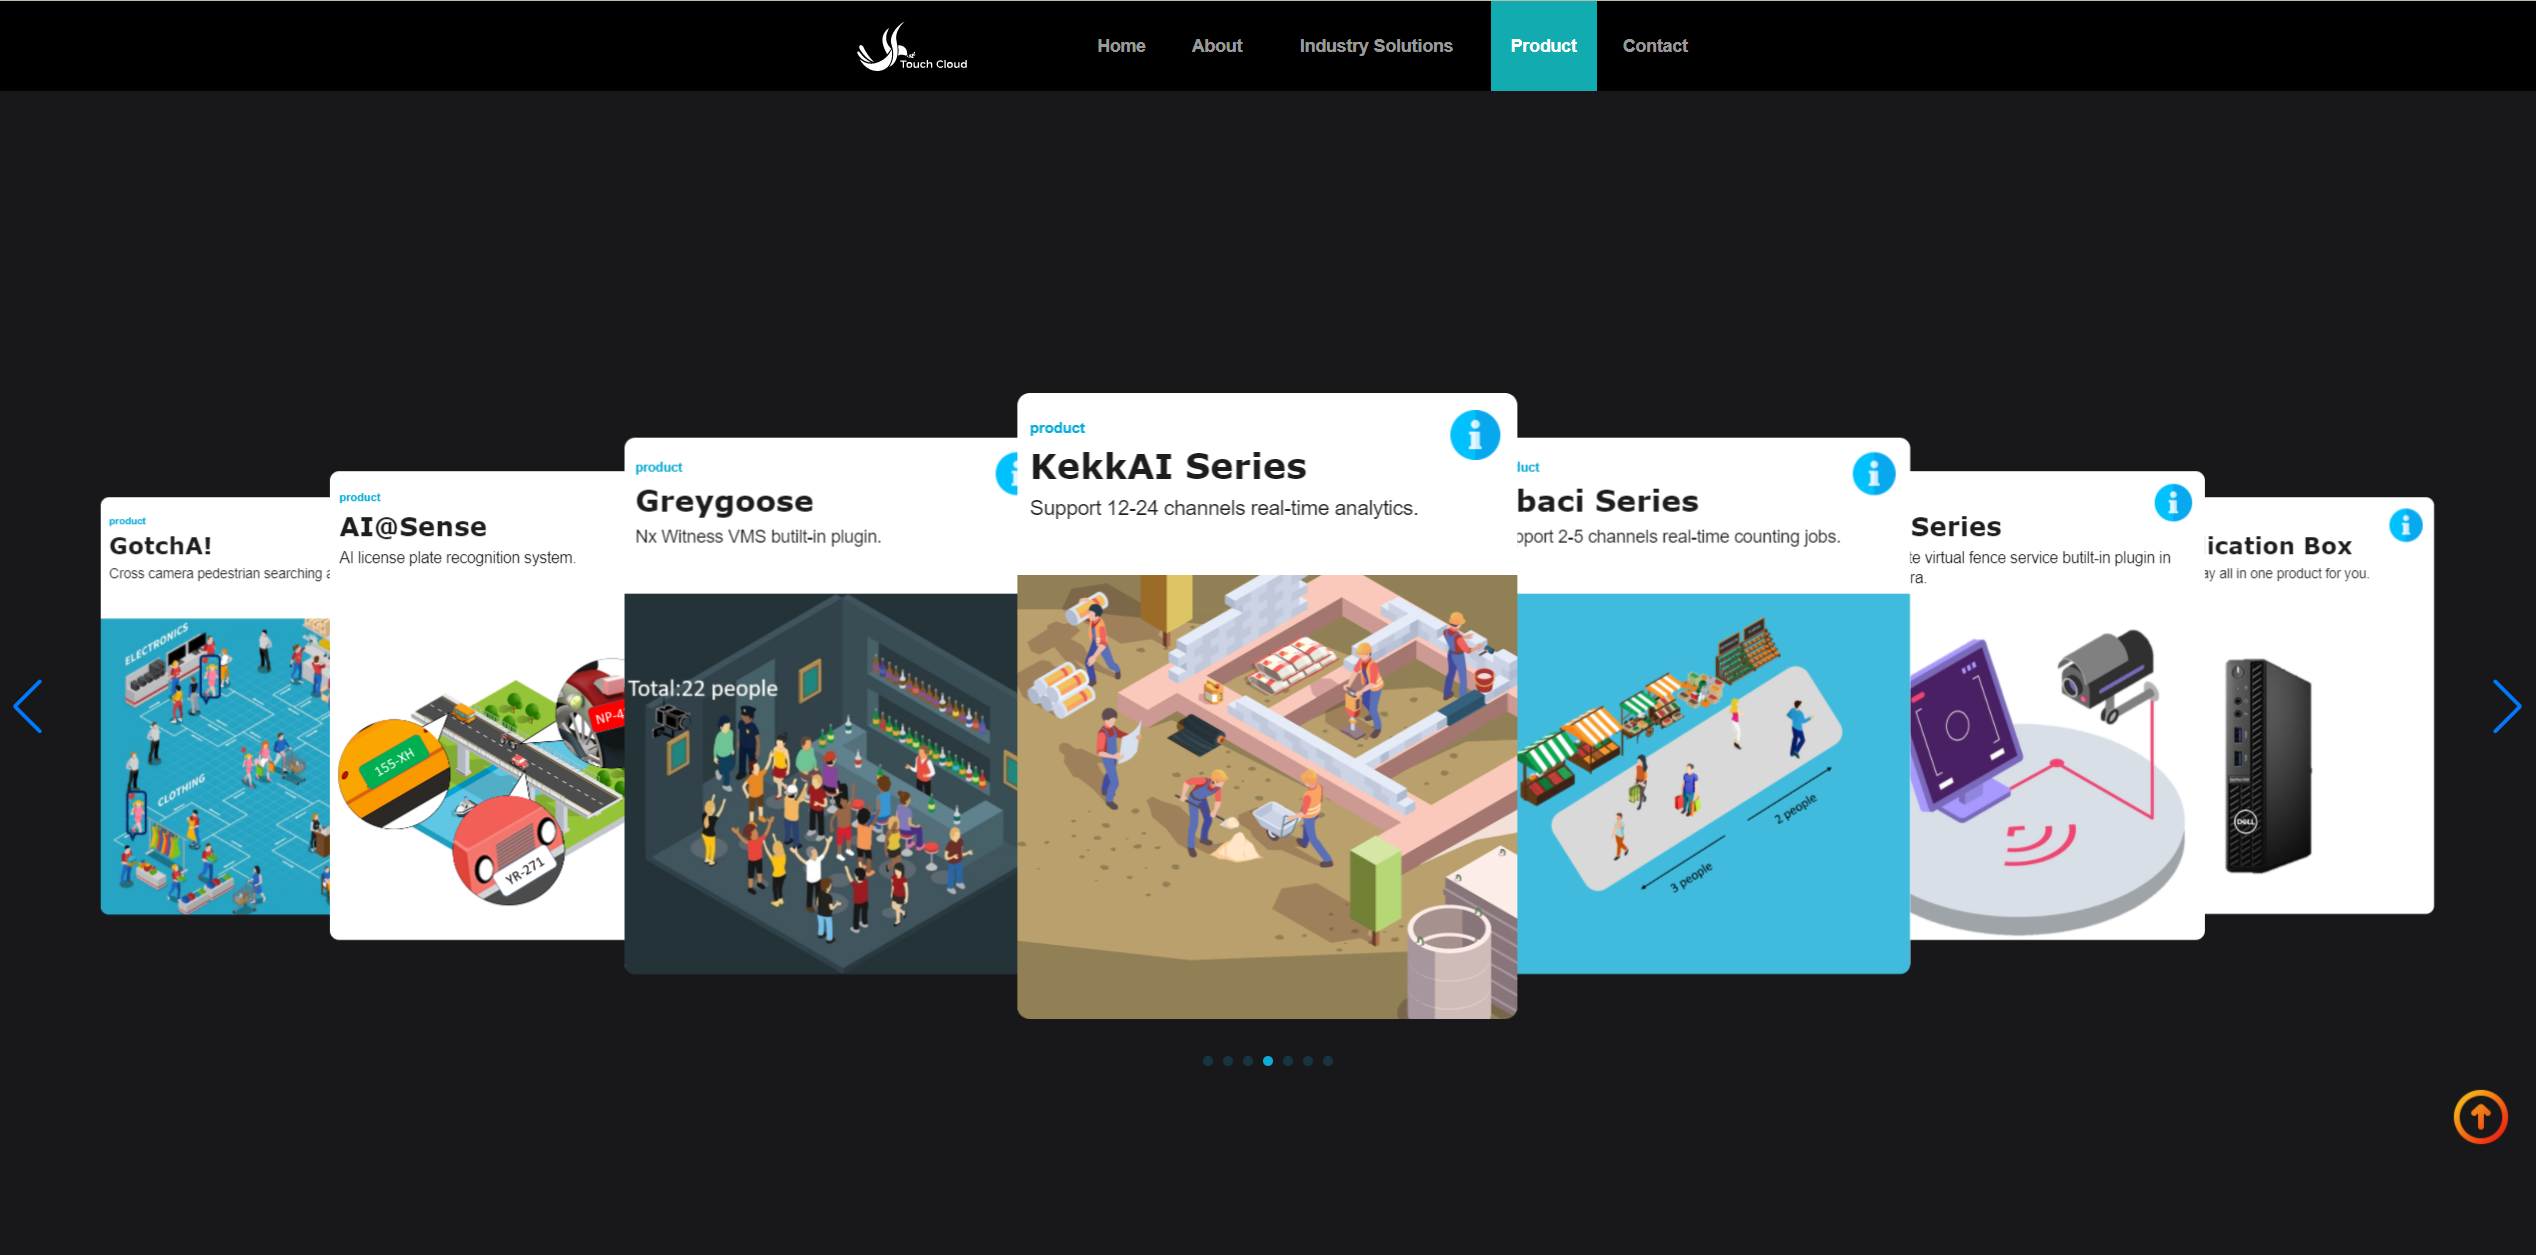 Touch Cloud
Home
About
Industry Solutions
Product
Contact
product
GotchA!
Cross camera pedestrian searching
ELECTRONICS
CLOTHING
product
AI@Sense
AI license plate recognition system.
155-XH
NP-4
YR-271
product
Greygoose
Nx Witness VMS butilt-in plugin.
Total:22 people
product
KekkAI Series
Support 12-24 channels real-time analytics.
duct
baci Series
pport 2-5 channels real-time counting jobs.
2 people
3 people
Series
te virtual fence service butilt-in plugin in
ra.
ication Box
ay all in one product for you.
DELL